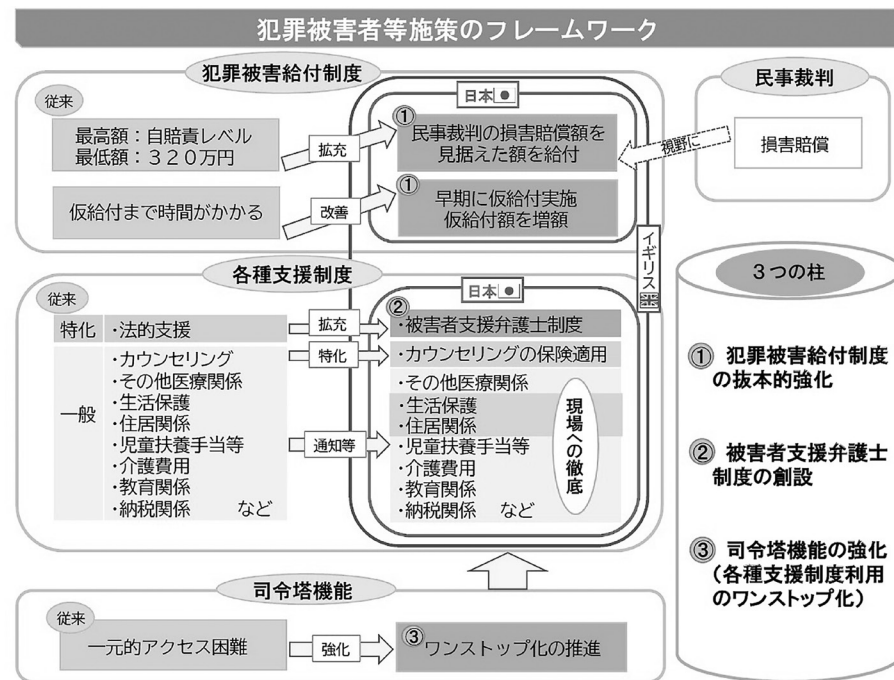 犯罪被害者等施策のフレームワーク
犯罪被害給付制度
従来
最高額：自賠責レベル
最低額：３２０万円
拡充
日本
①
民事裁判の損害賠償額を
見据えた額を給付
視野に
民事裁判
損害賠償
仮給付まで時間がかかる
改善
①
早期に仮給付実施
仮給付額を増額
イギリス
各種支援制度
従来
特化
・法的支援
拡充
日本
②
・被害者支援弁護士制度
一般
・カウンセリング
・その他医療関係
・生活保護
・住居関係
・児童扶養手当等
・介護費用
・教育関係
・納税関係　など
特化
・カウンセリングの保険適用
通知等
・その他医療関係
・生活保護
・住居関係
・児童扶養手当等
・介護費用
・教育関係
・納税関係　など
現場への徹底
司令塔機能
従来
一元的アクセス困難
強化
③
ワンストップ化の推進
３つの柱
① 犯罪被害給付制度
の抜本的強化
② 被害者支援弁護士
制度の創設
③ 司令塔機能の強化
（各種支援制度利用
のワンストップ化）